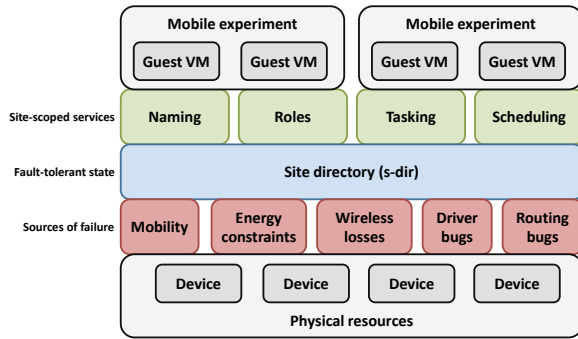 Mobile experiment
Mobile experiment
Guest VM
Guest VM
Guest VM
Guest VM
Site-scoped services
Naming
Roles
Tasking
Scheduling
Fault-tolerant state
Site directory (s-dir)
Sources of failure
Mobility
Energy
constraints
Wireless
losses
Driver
bugs
Routing
bugs
Device
Device
Device
Device
Physical resources